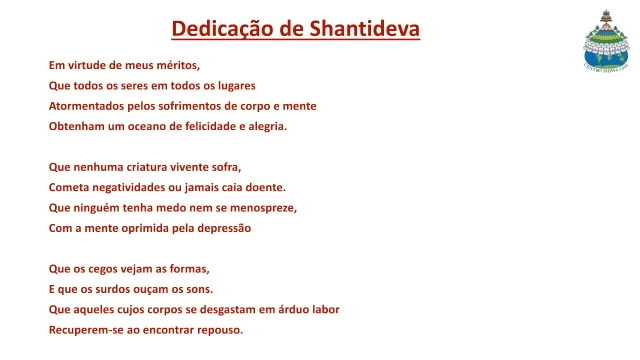 Dedicação de Shantideva
Em virtude de meus méritos,
Que todos os seres em todos os lugares
Atormentados pelos sofrimentos de corpo e mente
Obtenham um oceano de felicidade e alegria.
Que nenhuma criatura vivente sofra,
Cometa negatividades ou jamais caia doente.
Que ninguém tenha medo nem se menospreze,
Com a mente oprimida pela depressão
Que os cegos vejam as formas,
E que os surdos ouçam os sons.
Que aqueles cujos corpos se desgastam em árduo labor
Recuperem-se ao encontrar repouso.